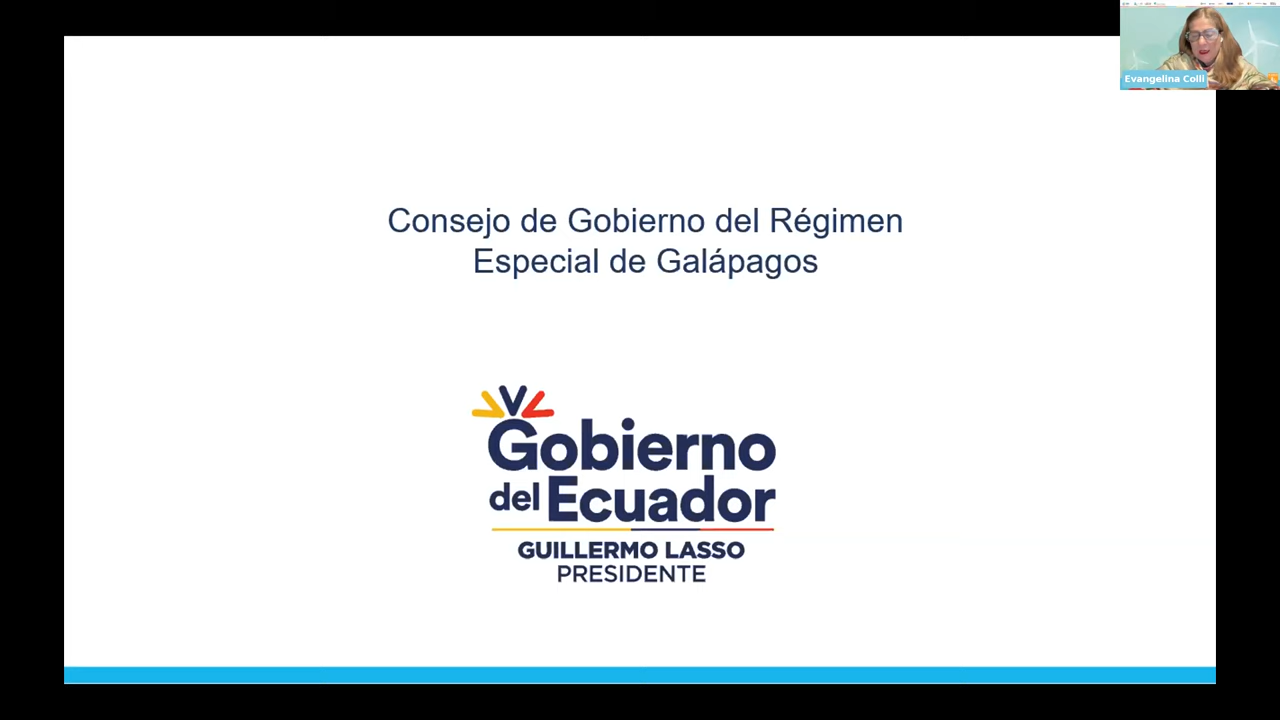 Evangelina Colli
Consejo de Gobierno del Régimen
Especial de Galápagos
Gobierno
del Ecuador
GUILLERMO LASSO
PRESIDENTE